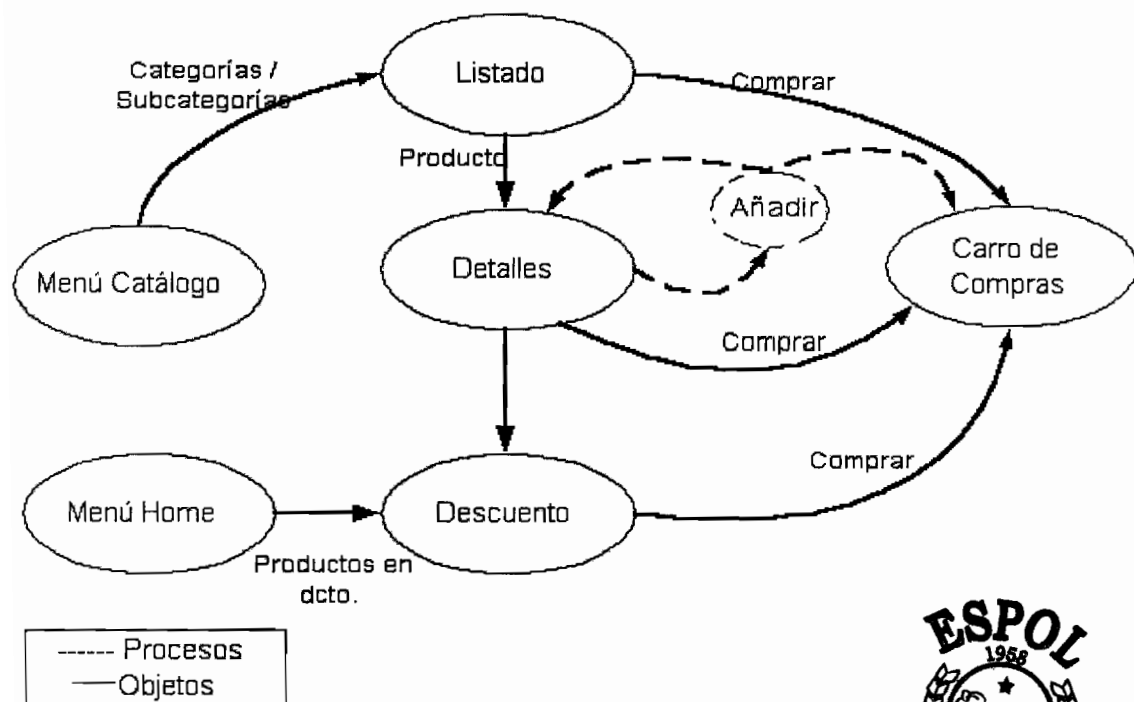 Listado
Categorías /
Subcategorías
Comprar
Producto
Añadir
Menú Catálogo
Detalles
Carro de
Compras
Comprar
Comprar
Menú Home
Descuento
Productos en
dcto.
------ Procesos
Objetos
ESPOL
1958